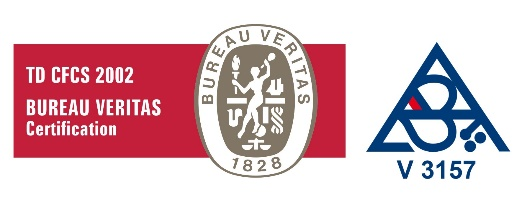 TD CFCS 2002
BUREAU VERITAS
Certification
BUREAU VERITAS
1828
V 3157